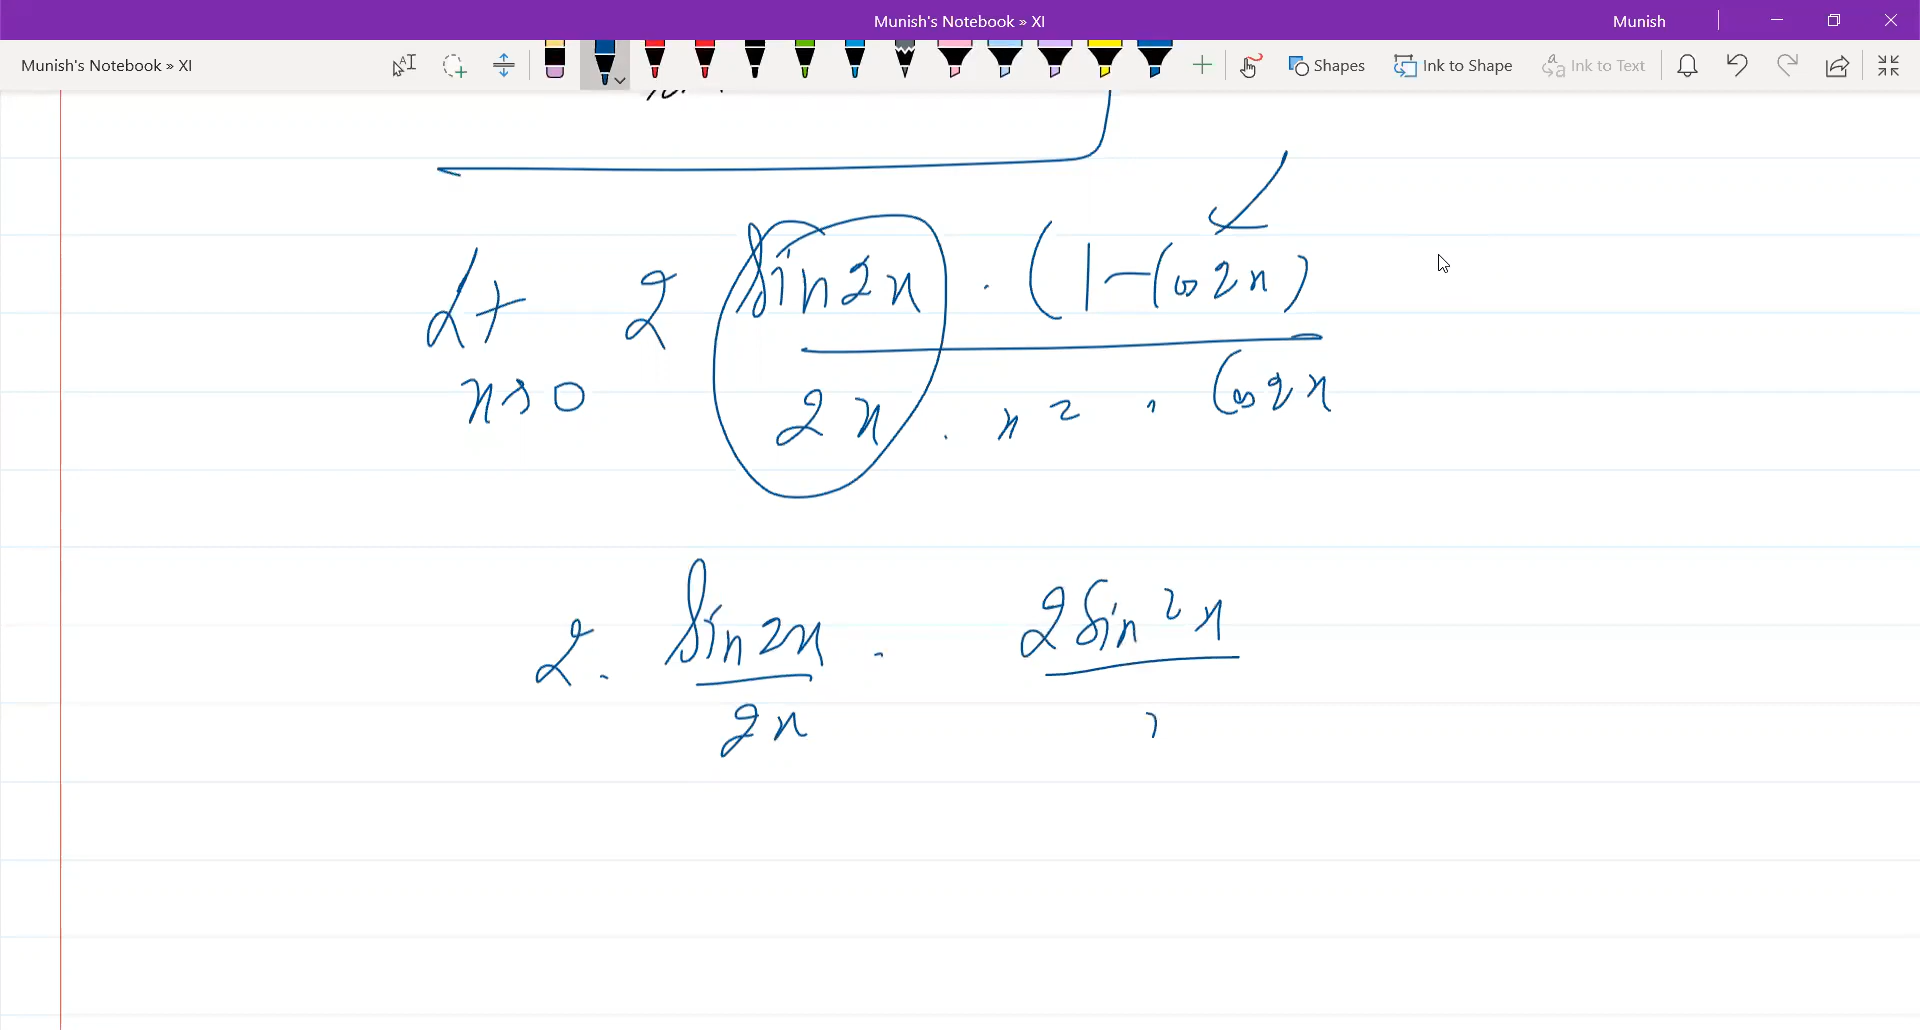 Munish's Notebook » XI
Munish
Munish's Notebook » XI
Shapes
Ink to Shape
Ink to Text
Lt 2 sin2x . (1-Cos2x)
x→0 2x . x² . Cos2x
2. sin2x . 2sin²x
2x